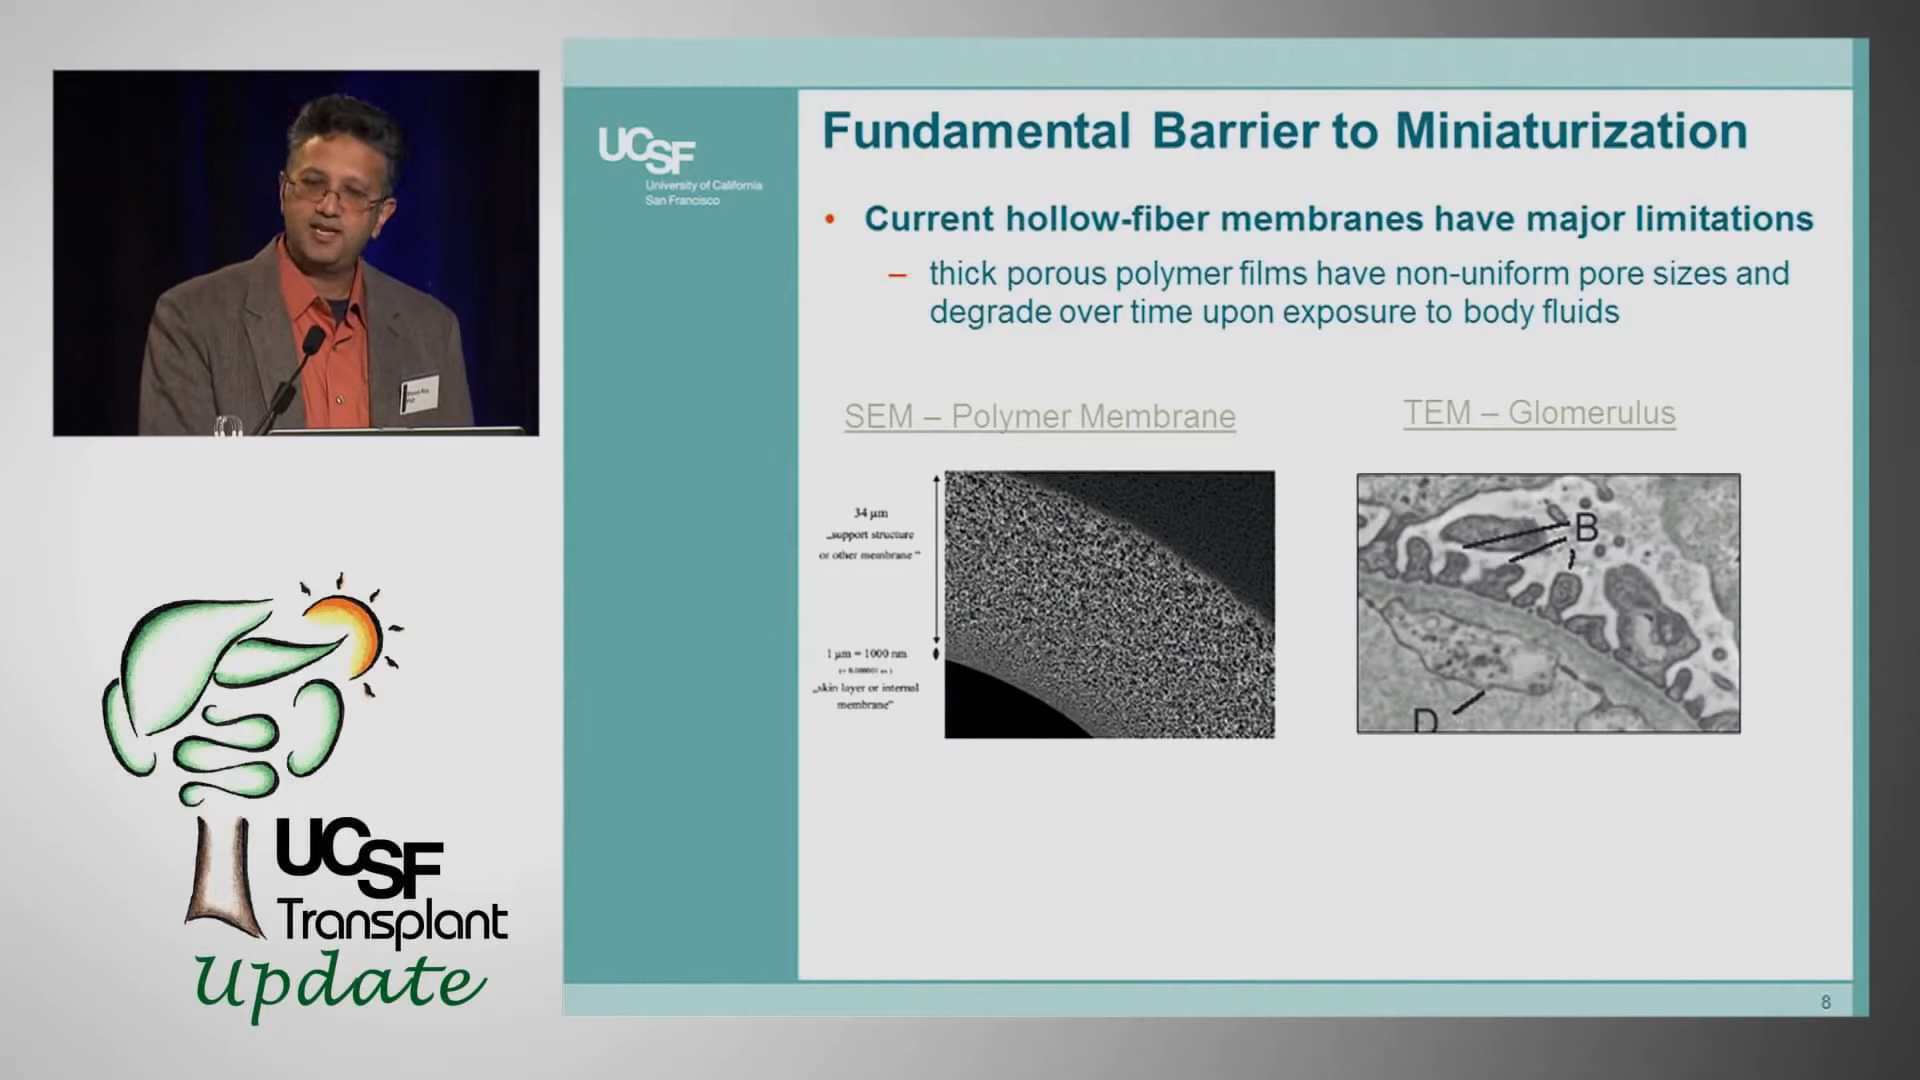 UCSF
University of California
San Francisco
Fundamental Barrier to Miniaturization
• Current hollow-fiber membranes have major limitations
– thick porous polymer films have non-uniform pore sizes and
degrade over time upon exposure to body fluids
SEM – Polymer Membrane
TEM – Glomerulus
34 µm
„support structure
or other membrane"
1 µm = 1000 nm
„skin layer or internal
membrane"
B
D
8
UCSF
Transplant
Update